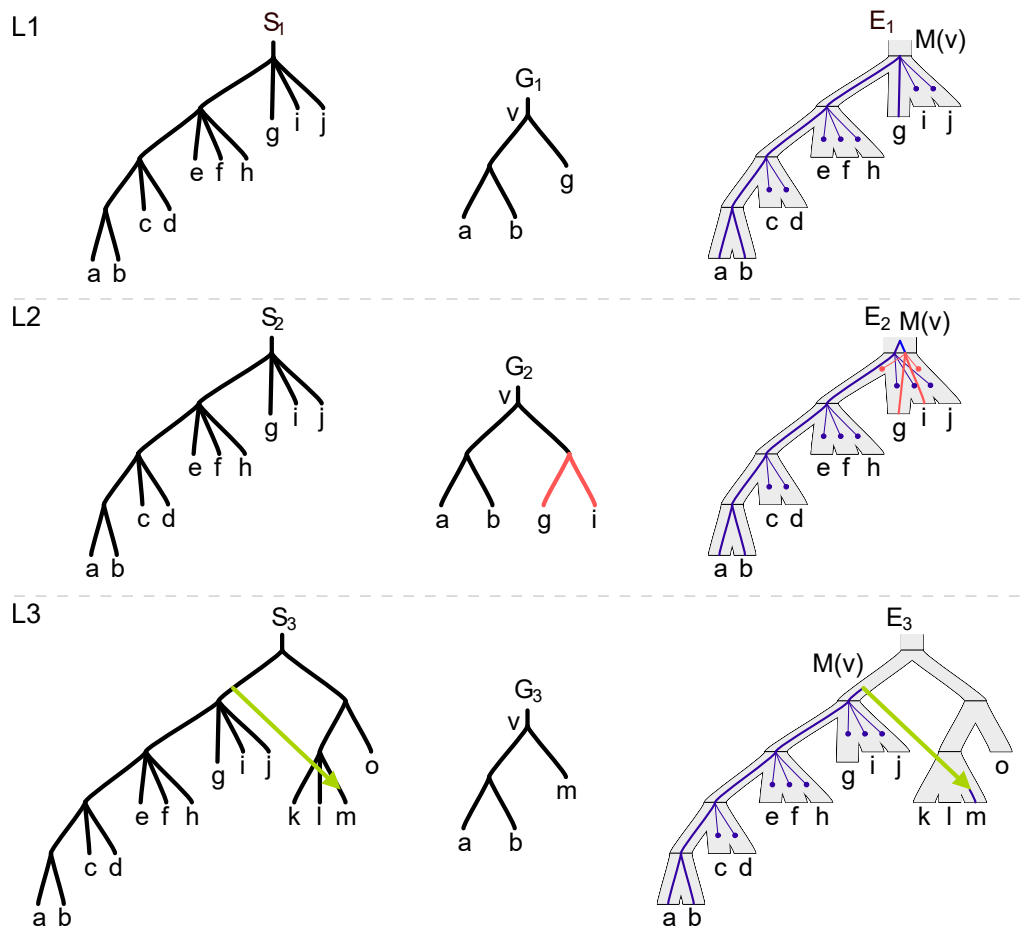 L1
S₁
G₁
E₁ M(v)
v
g i j
e f h
c d
a b
g
a b
g i j
e f h
c d
a b
L2
S₂
G₂
E₂ M(v)
v
g i j
e f h
c d
a b
a b g i
g i j
e f h
c d
a b
L3
S₃
G₃
E₃
M(v)
v
g i j o
e f h k l m
c d
a b
m
a b
g i j o
e f h k l m
c d
a b